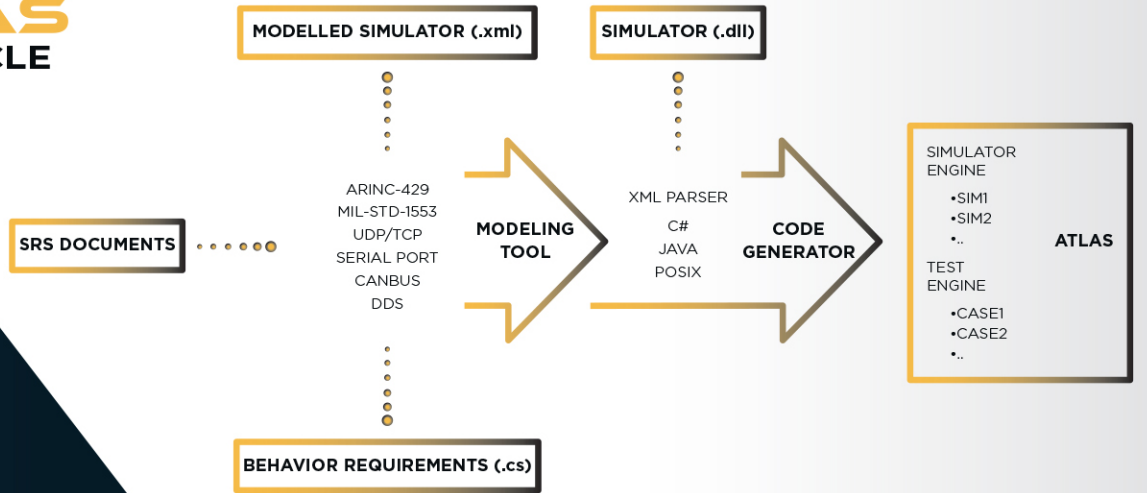 MODELLED SIMULATOR (.xml)
SIMULATOR (.dll)
SRS DOCUMENTS
ARINC-429
MIL-STD-1553
UDP/TCP
SERIAL PORT
CANBUS
DDS
MODELING
TOOL
XML PARSER
C#
JAVA
POSIX
CODE
GENERATOR
SIMULATOR
ENGINE
•SIM1
•SIM2
•..
TEST
ENGINE
•CASE1
•CASE2
•..
ATLAS
BEHAVIOR REQUIREMENTS (.cs)